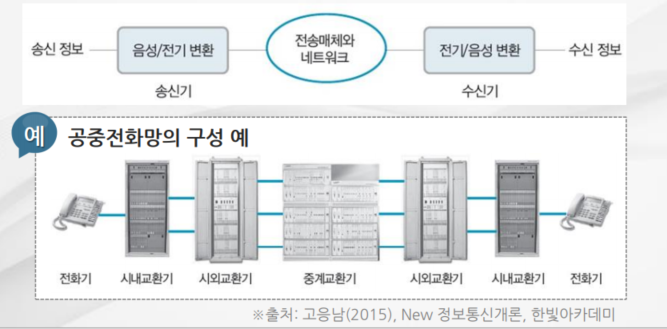 송신 정보
음성/전기 변환
송신기
전송매체와
네트워크
전기/음성 변환
수신기
수신 정보
예
공중전화망의 구성 예
전화기 시내교환기 시외교환기 중계교환기 시외교환기 시내교환기 전화기
※출처: 고응남(2015), New 정보통신개론, 한빛아카데미